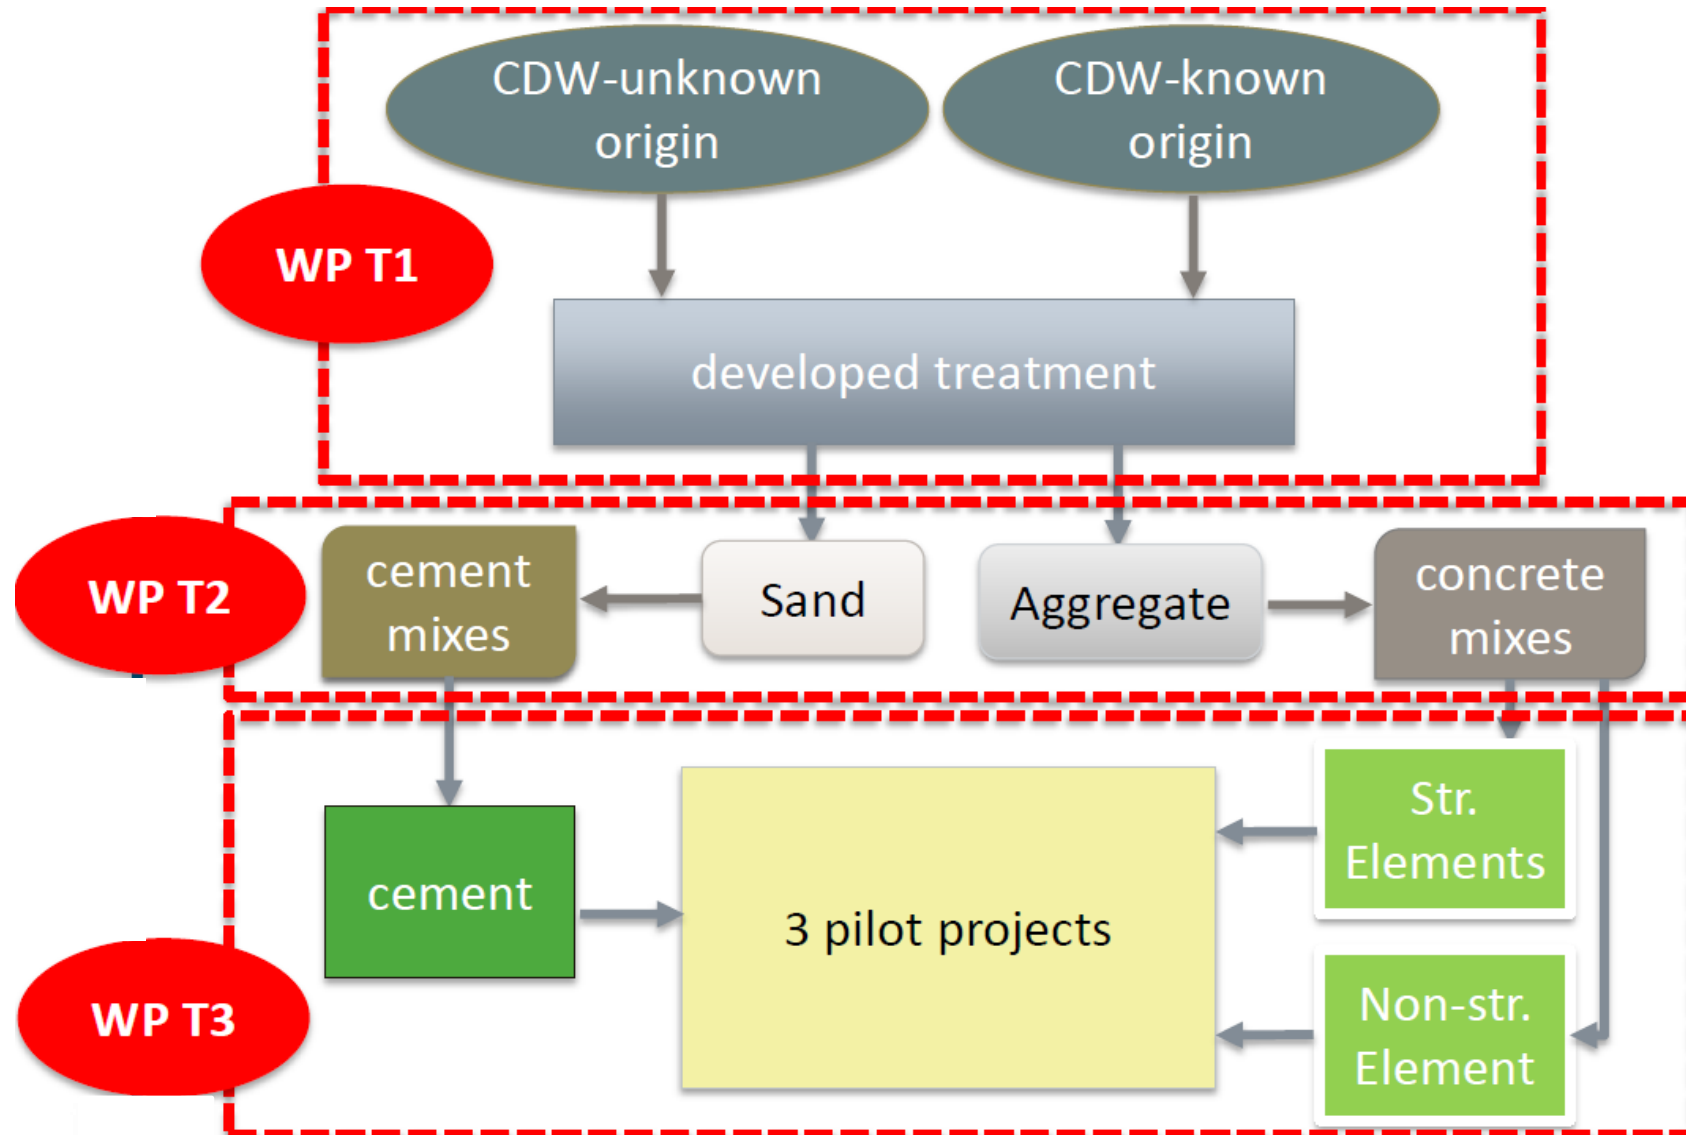 CDW-unknown
origin
CDW-known
origin
WP T1
developed treatment
WP T2
cement
mixes
Sand
Aggregate
concrete
mixes
Str.
Elements
cement
3 pilot projects
Non-str.
Element
WP T3